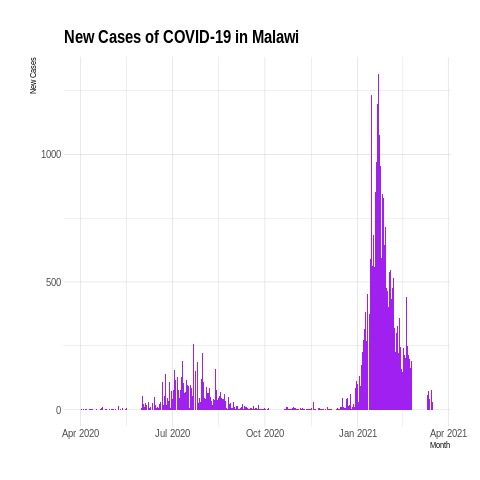 New Cases of COVID-19 in Malawi
New Cases
1000
500
0
Apr 2020 Jul 2020 Oct 2020 Jan 2021 Apr 2021
Month